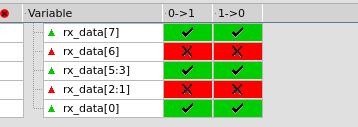 Variable 0->1 1->0
rx_data[7]
rx_data[6]
rx_data[5:3]
rx_data[2:1]
rx_data[0]